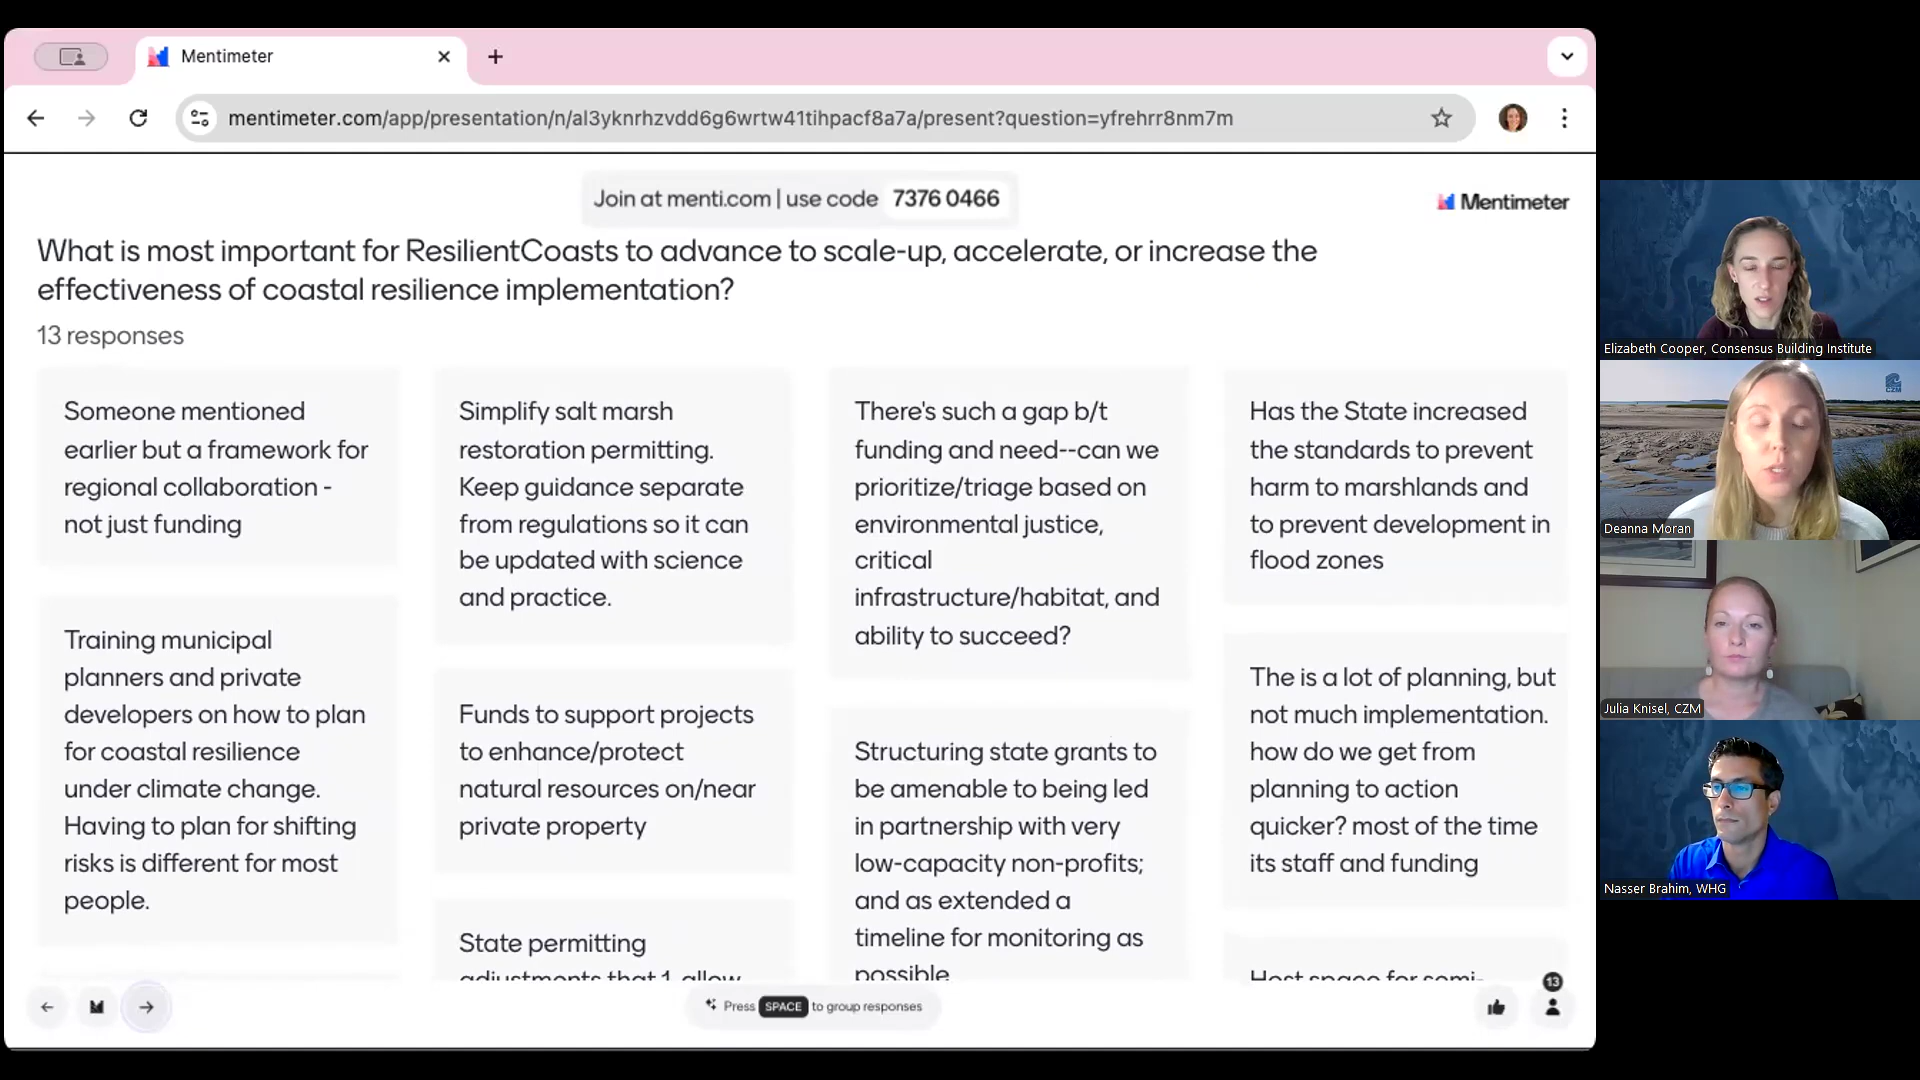 Mentimeter
mentimeter.com/app/presentation/n/al3yknrhzvdd6g6wrtw41tihpacf8a7a/present?question=yfrehrr8nm7m
Join at menti.com | use code 7376 0466
Mentimeter
What is most important for ResilientCoasts to advance to scale-up, accelerate, or increase the
effectiveness of coastal resilience implementation?
13 responses
Someone mentioned
earlier but a framework for
regional collaboration -
not just funding
Training municipal
planners and private
developers on how to plan
for coastal resilience
under climate change.
Having to plan for shifting
risks is different for most
people.
Simplify salt marsh
restoration permitting.
Keep guidance separate
from regulations so it can
be updated with science
and practice.
Funds to support projects
to enhance/protect
natural resources on/near
private property
State permitting
adjustments that 1. allow
There's such a gap b/t
funding and need--can we
prioritize/triage based on
environmental justice,
critical
infrastructure/habitat, and
ability to succeed?
Structuring state grants to
be amenable to being led
in partnership with very
low-capacity non-profits;
and as extended a
timeline for monitoring as
possible
Has the State increased
the standards to prevent
harm to marshlands and
to prevent development in
flood zones
The is a lot of planning, but
not much implementation.
how do we get from
planning to action
quicker? most of the time
its staff and funding
Host space for semi-
Press SPACE to group responses
13
Elizabeth Cooper, Consensus Building Institute
CZM
Deanna Moran
Julia Knisel, CZM
Nasser Brahim, WHG